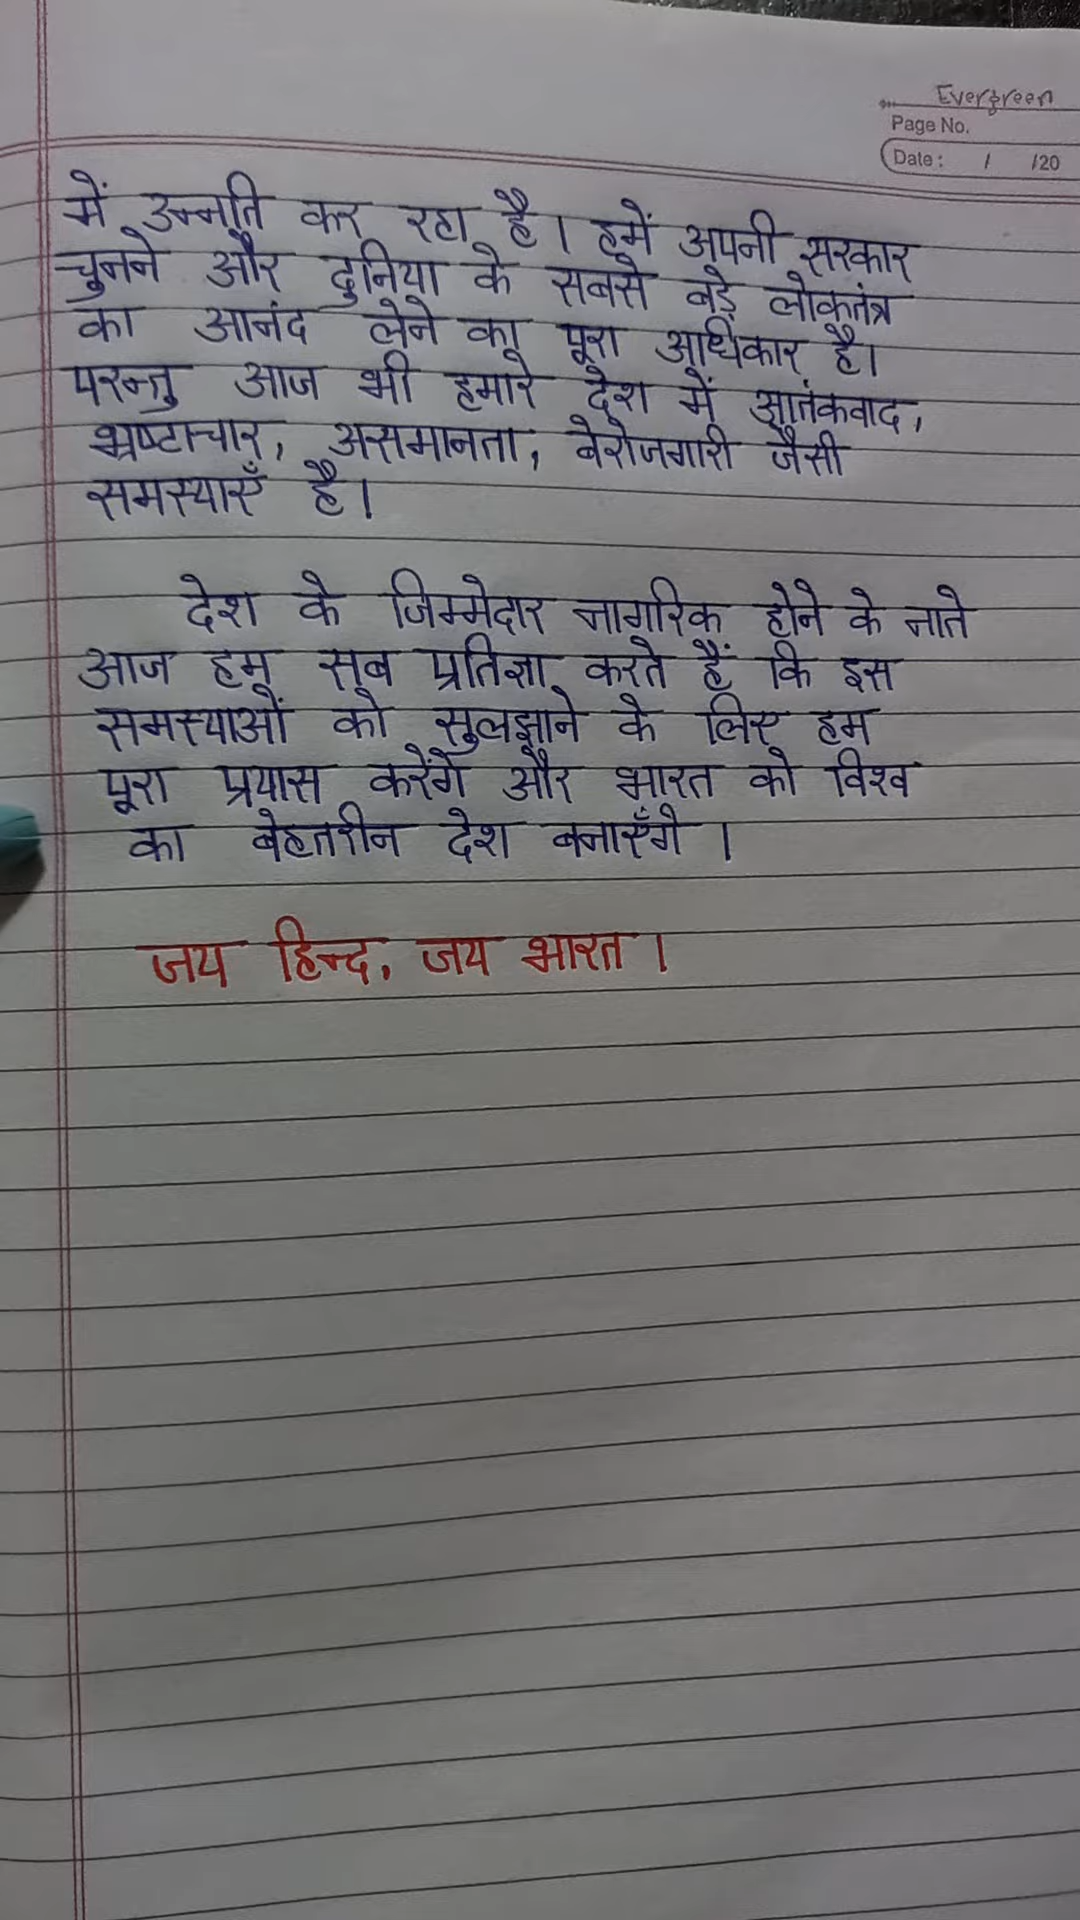 Evergreen
Page No.
Date: / /20
में उन्नति कर रहा है। हमें अपनी सरकार
चुनने और दुनिया के सबसे बड़े लोकतंत्र
का आनंद लेने का पूरा अधिकार है।
परन्तु आज भी हमारे देश में आतंकवाद,
भ्रष्टाचार, असमानता, बेरोजगारी जैसी
समस्याएँ है।
देश के जिम्मेदार नागरिक होने के नाते
आज हम सब प्रतिज्ञा करते हैं कि इस
समस्याओं को सुलझाने के लिए हम
पूरा प्रयास करेंगे और भारत को विश्व
का बेहतरीन देश बनाएँगे।
जय हिन्द, जय भारत।